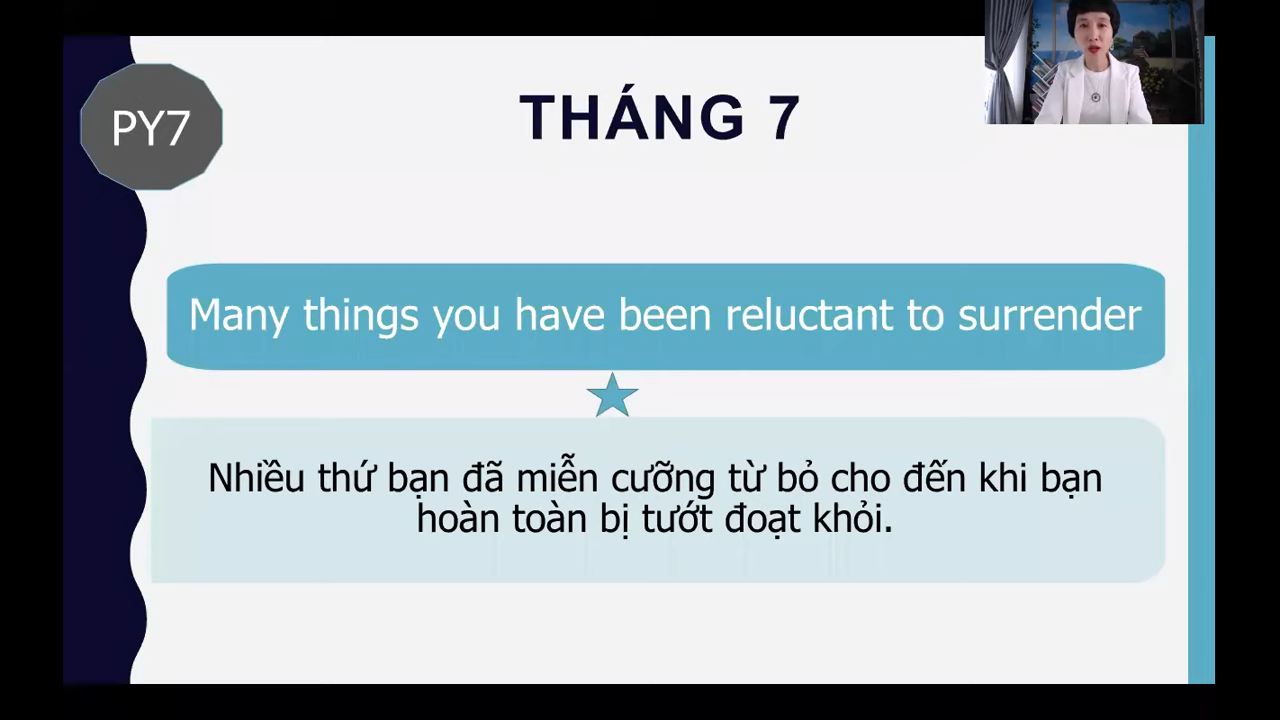 PY7
THÁNG 7
Many things you have been reluctant to surrender
Nhiều thứ bạn đã miễn cưỡng từ bỏ cho đến khi bạn
hoàn toàn bị tướt đoạt khỏi.